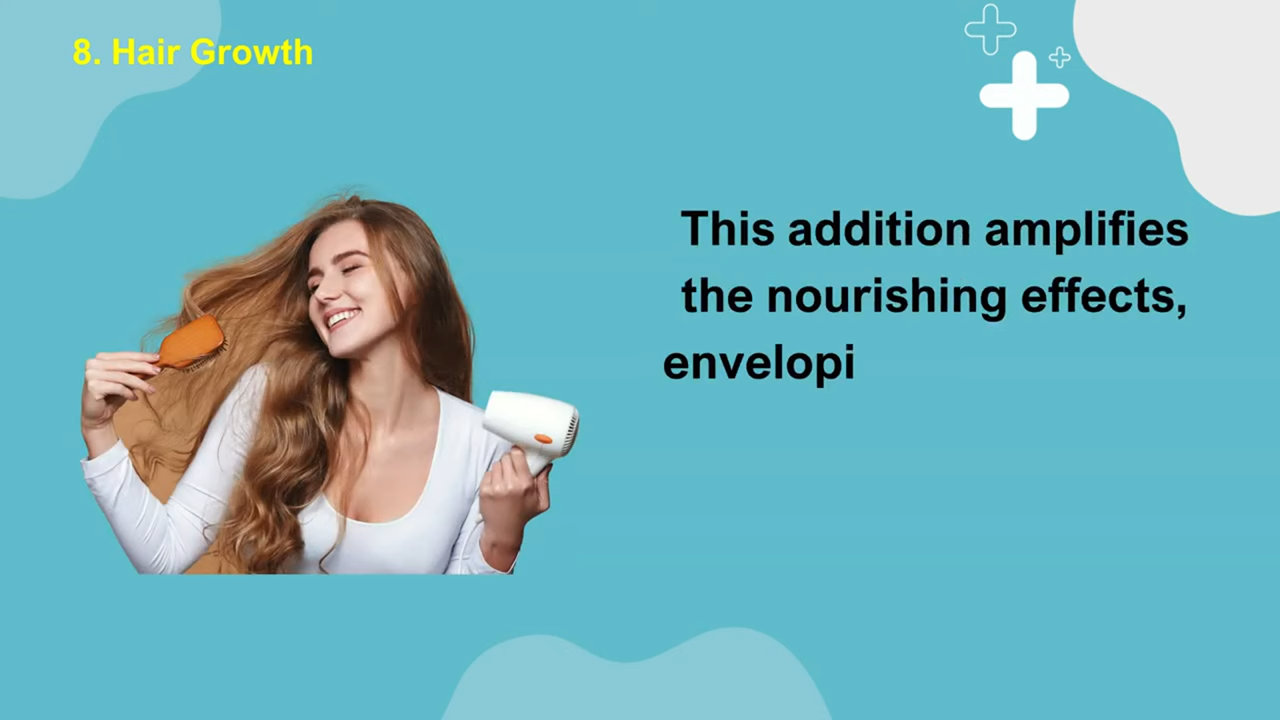 8. Hair Growth
This addition amplifies
the nourishing effects,
envelopi